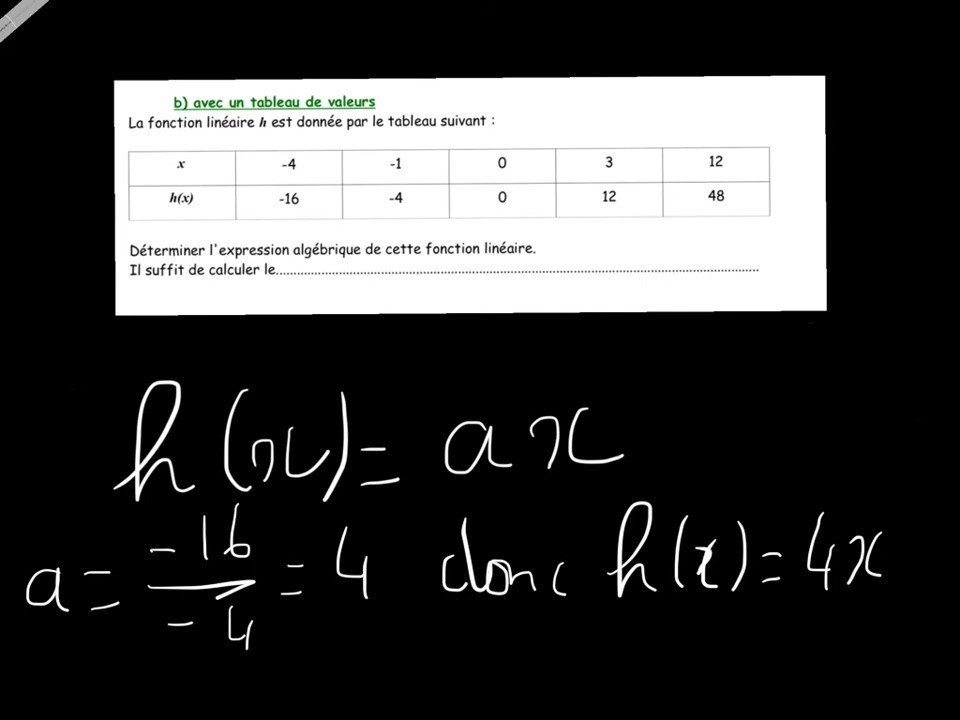 b) avec un tableau de valeurs
La fonction linéaire h est donnée par le tableau suivant :
x -4 -1 0 3 12
h(x) -16 -4 0 12 48
Déterminer l'expression algébrique de cette fonction linéaire.
Il suffit de calculer le..........................................................................................................................................
h(x) = ax
a = -16/-4 = 4 donc h(x) = 4x